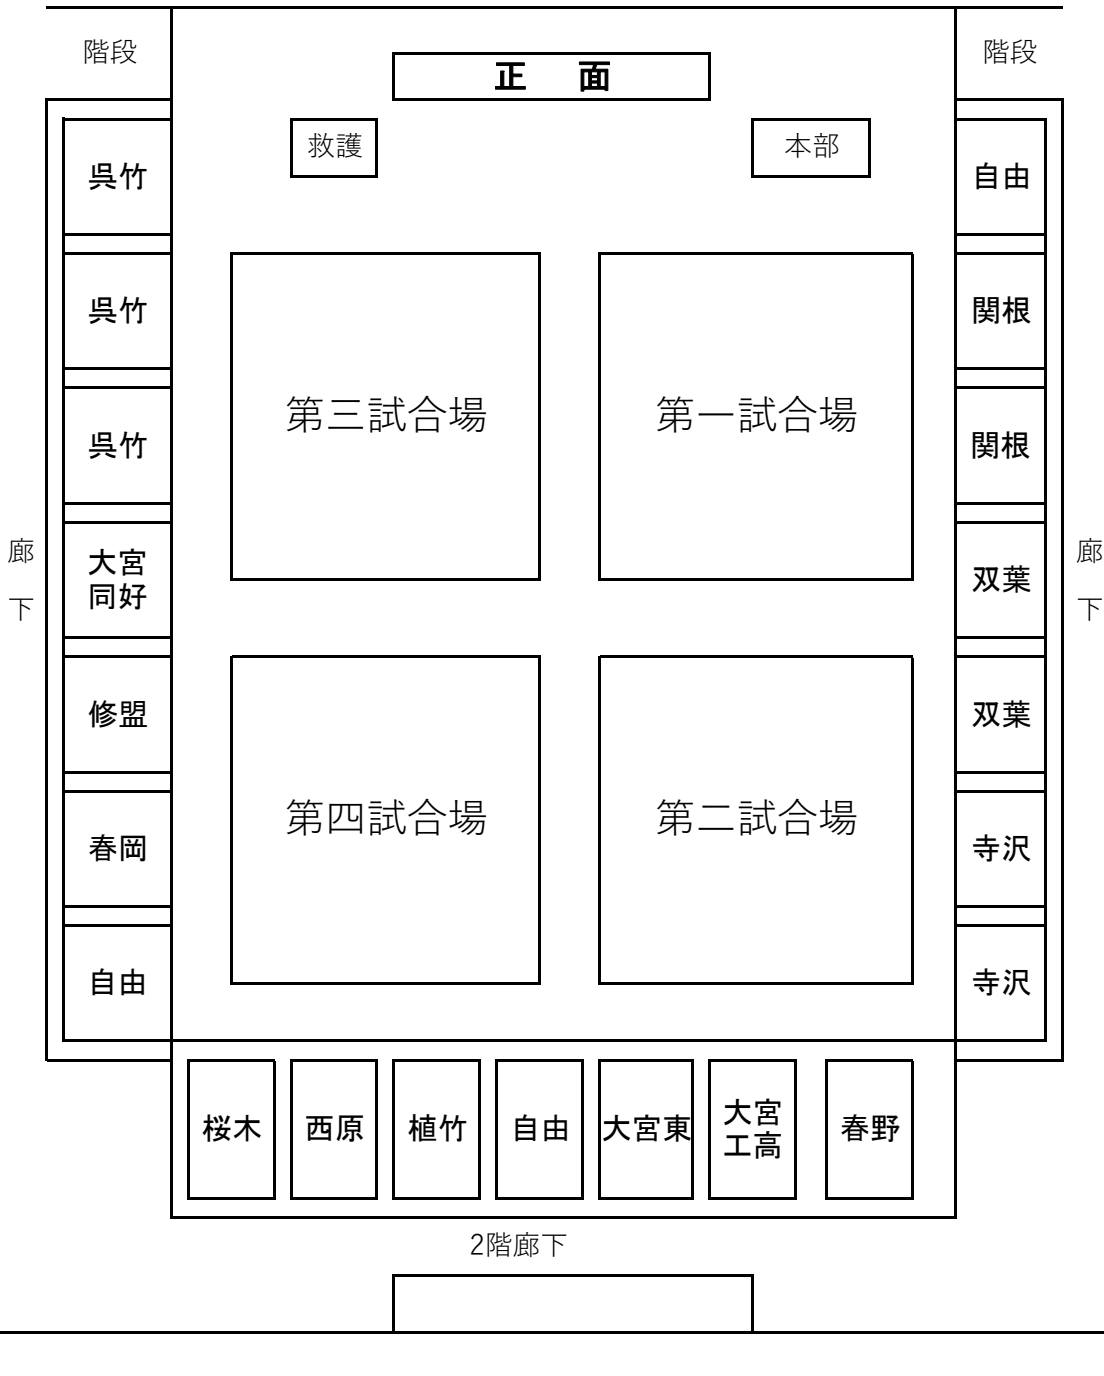 階段
階段
正　面
救護
本部
呉竹
自由
呉竹
関根
第三試合場
第一試合場
呉竹
関根
廊
下
大宮
同好
双葉
廊
下
修盟
双葉
第四試合場
第二試合場
春岡
寺沢
自由
寺沢
桜木
西原
植竹
自由
大宮東
大宮
工高
春野
2階廊下